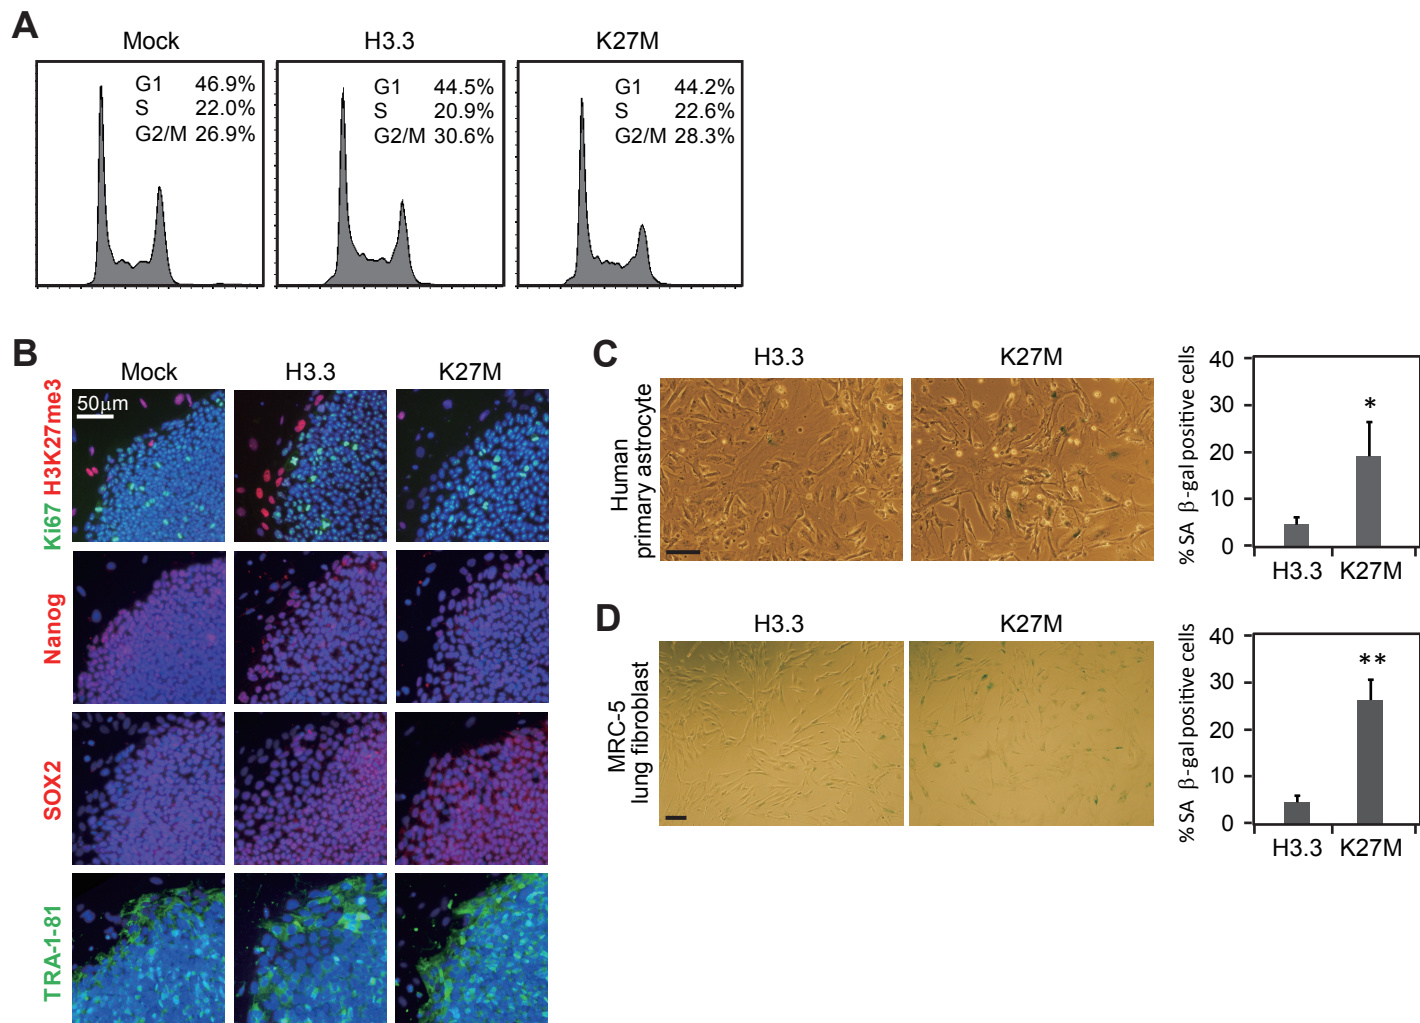 A
Mock H3.3 K27M
G1 46.9%
S 22.0%
G2/M 26.9%
G1 44.5%
S 20.9%
G2/M 30.6%
G1 44.2%
S 22.6%
G2/M 28.3%
B
Mock H3.3 K27M
50µm
Ki67 H3K27me3
Nanog
SOX2
TRA-1-81
C
H3.3 K27M
Human
primary astrocyte
% SA β-gal positive cells
40
30
20
10
0
*
H3.3 K27M
D
H3.3 K27M
MRC-5
lung fibroblast
% SA β-gal positive cells
40
30
20
10
0
**
H3.3 K27M